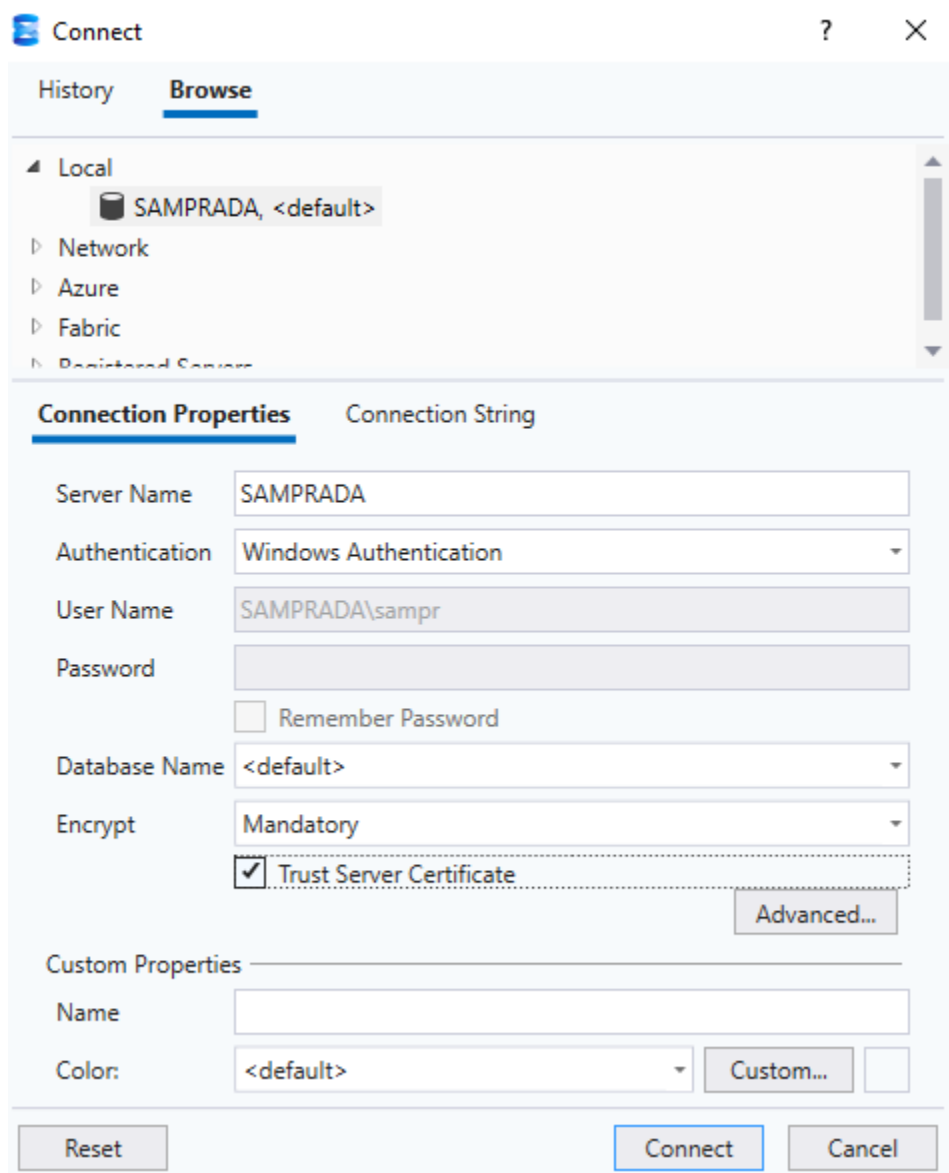 Connect ?
History Browse
Local
SAMPRADA, <default>
Network
Azure
Fabric
Registered Servers
Connection Properties Connection String
Server Name SAMPRADA
Authentication Windows Authentication
User Name SAMPRADA\sampr
Password
Remember Password
Database Name <default>
Encrypt Mandatory
Trust Server Certificate
Advanced...
Custom Properties
Name
Color: <default> Custom...
Reset Connect Cancel